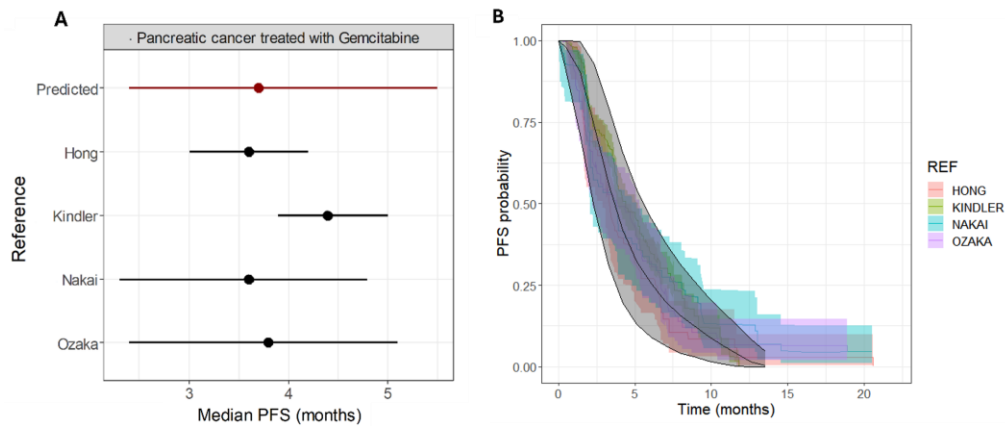 A
· Pancreatic cancer treated with Gemcitabine
Reference
Predicted
Hong
Kindler
Nakai
Ozaka
3 4 5
Median PFS (months)
B
PFS probability
1.00
0.75
0.50
0.25
0.00
0 5 10 15 20
Time (months)
REF
HONG
KINDLER
NAKAI
OZAKA